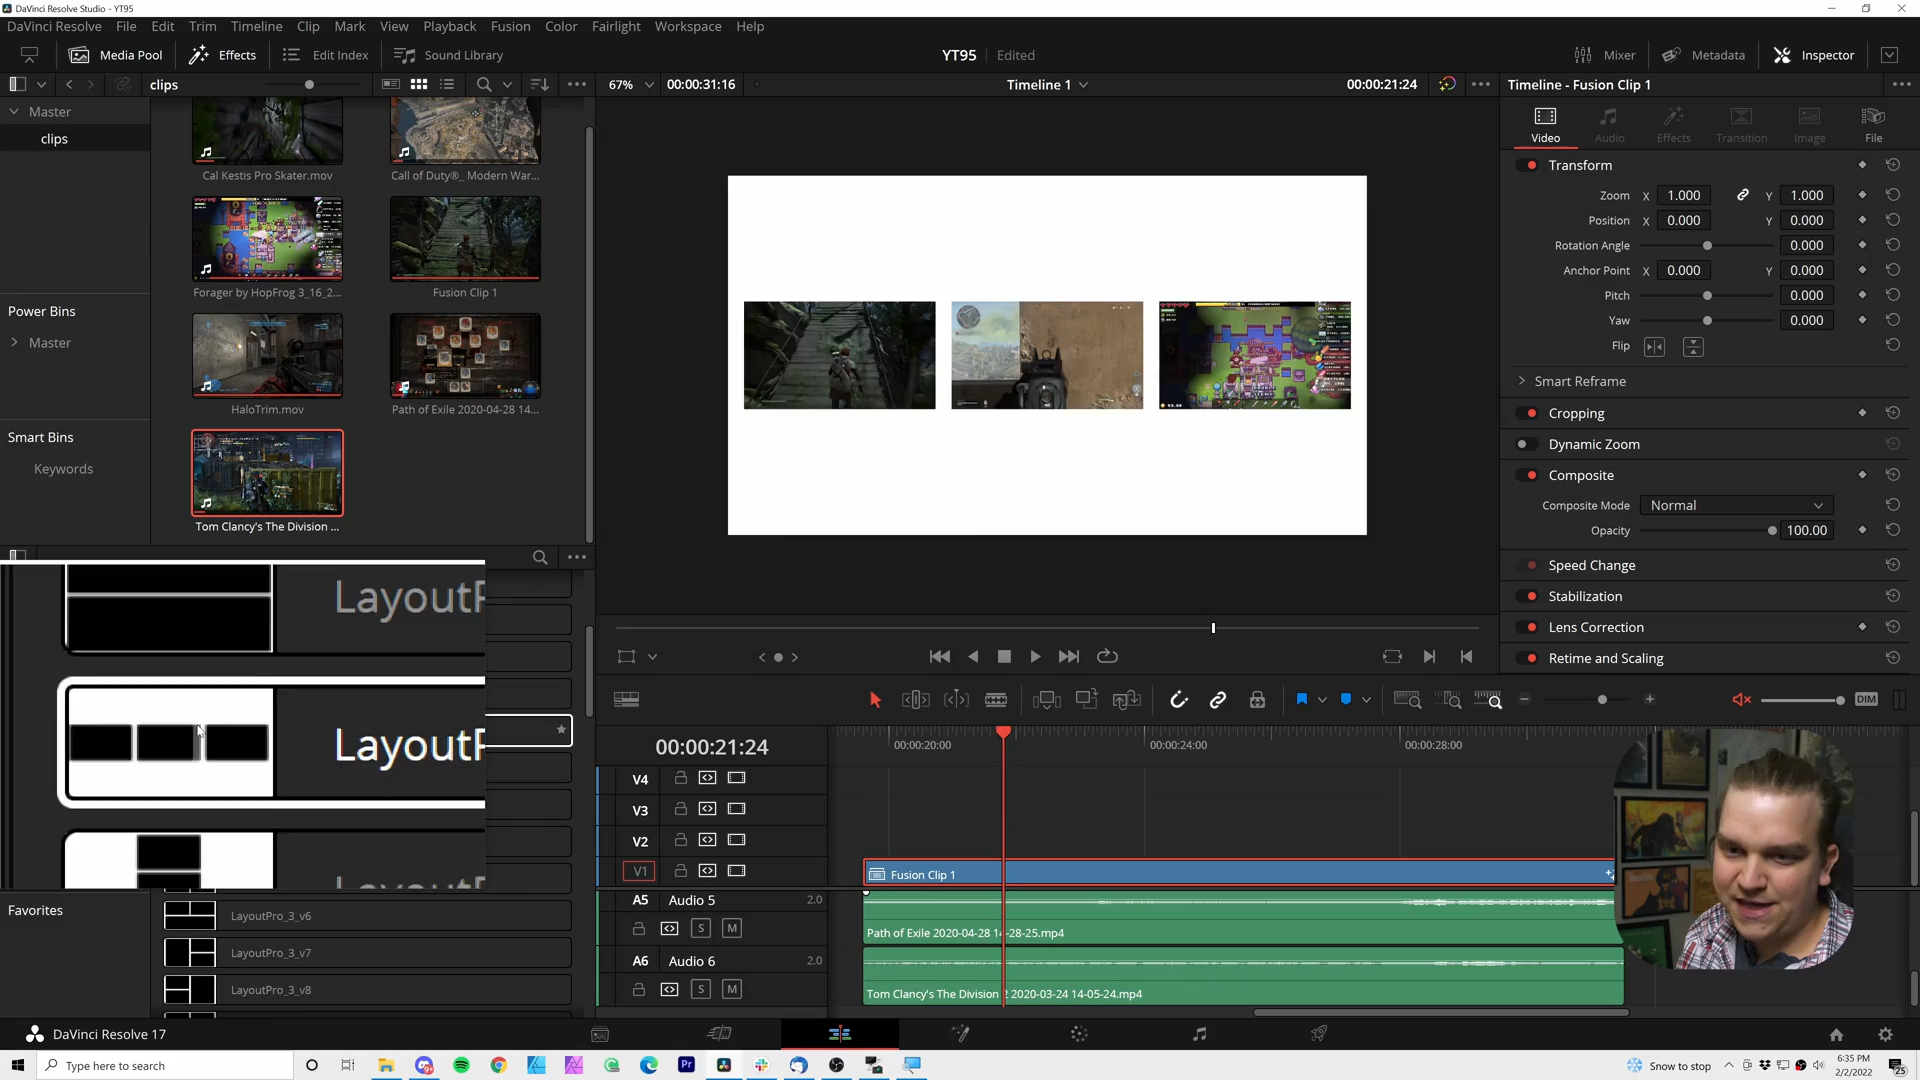 DaVinci Resolve Studio - YT95
DaVinci Resolve File Edit Trim Timeline Clip Mark View Playback Fusion Color Fairlight Workspace Help
Media Pool Effects Edit Index Sound Library YT95 Edited Mixer Metadata Inspector
clips 67% 00:00:31:16 Timeline 1 00:00:21:24 Timeline - Fusion Clip 1
Master
clips
Video Audio Effects Transition Image File
Cal Kestis Pro Skater.mov Call of Duty®_ Modern War...
Transform
Zoom X 1.000 Y 1.000
Position X 0.000 Y 0.000
Rotation Angle 0.000
Anchor Point X 0.000 Y 0.000
Forager by HopFrog 3_16_2... Fusion Clip 1
Pitch 0.000
Power Bins
Yaw 0.000
Master
Flip
Smart Reframe
HaloTrim.mov Path of Exile 2020-04-28 14...
Cropping
Smart Bins
Dynamic Zoom
Keywords
Composite
Composite Mode Normal
Tom Clancy's The Division ...
Opacity 100.00
Speed Change
LayoutP
Stabilization
Lens Correction
Retime and Scaling
DIM
LayoutP
00:00:21:24 00:00:20:00 00:00:24:00 00:00:28:00
V4
V3
V2
V1 Fusion Clip 1
A5 Audio 5 2.0
S M Path of Exile 2020-04-28 14-28-25.mp4
A6 Audio 6 2.0
S M Tom Clancy's The Division 2 2020-03-24 14-05-24.mp4
Favorites
LayoutPro_3_v6
LayoutPro_3_v7
LayoutPro_3_v8
DaVinci Resolve 17
Type here to search
Pr
Snow to stop
6:35 PM
2/2/2022
25